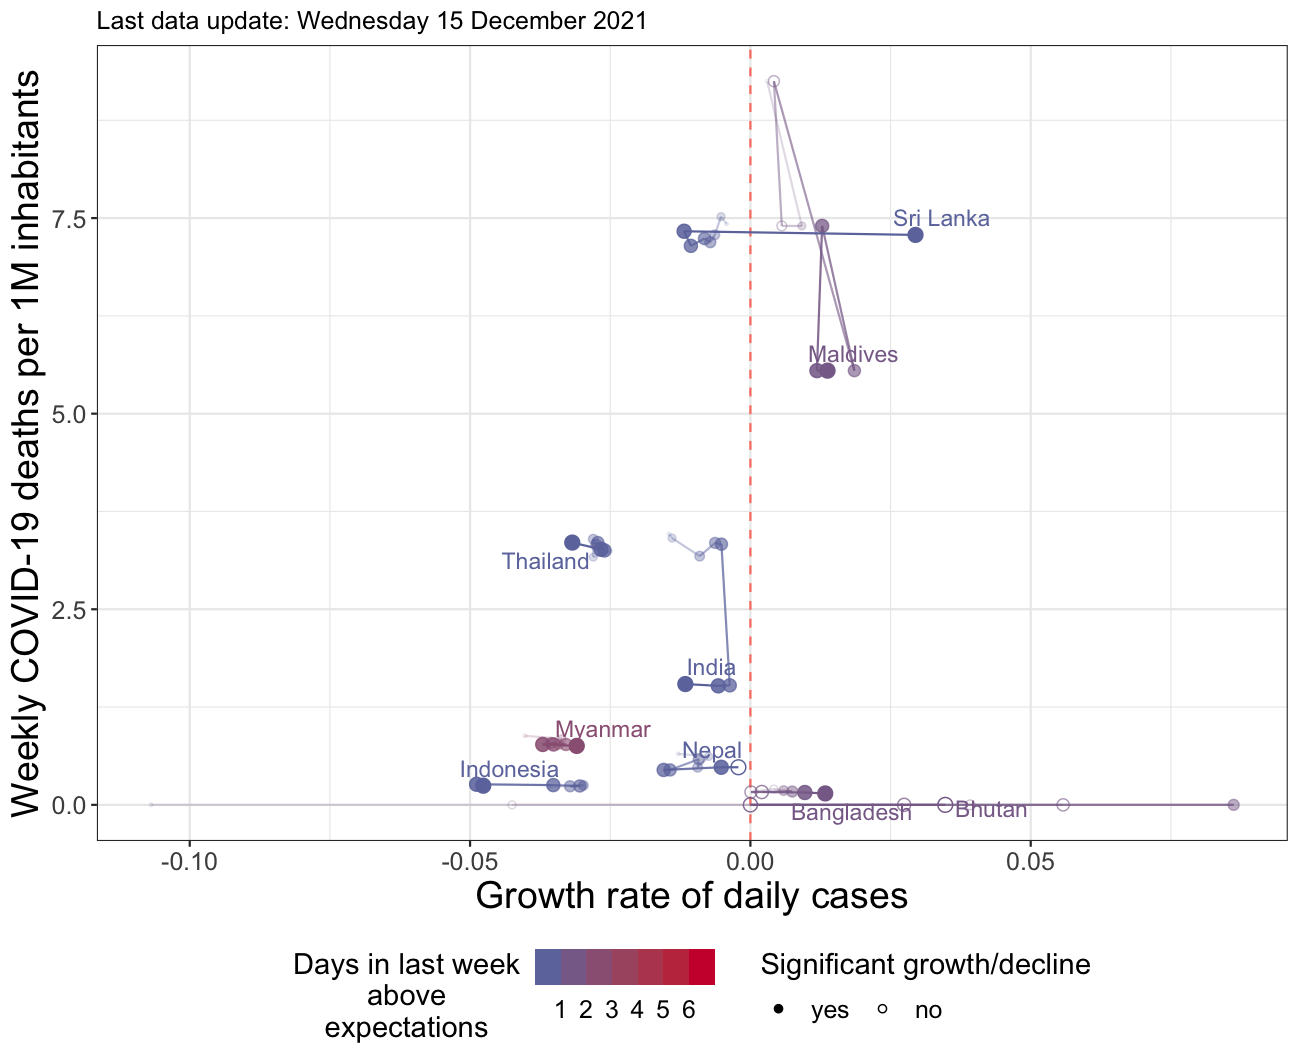 Last data update: Wednesday 15 December 2021
Weekly COVID-19 deaths per 1M inhabitants
7.5
5.0
2.5
0.0
Sri Lanka
Maldives
Thailand
India
Myanmar
Nepal
Indonesia
Bangladesh
Bhutan
-0.10
-0.05
0.00
0.05
Growth rate of daily cases
Days in last week
above
expectations
1 2 3 4 5 6
Significant growth/decline
yes
no